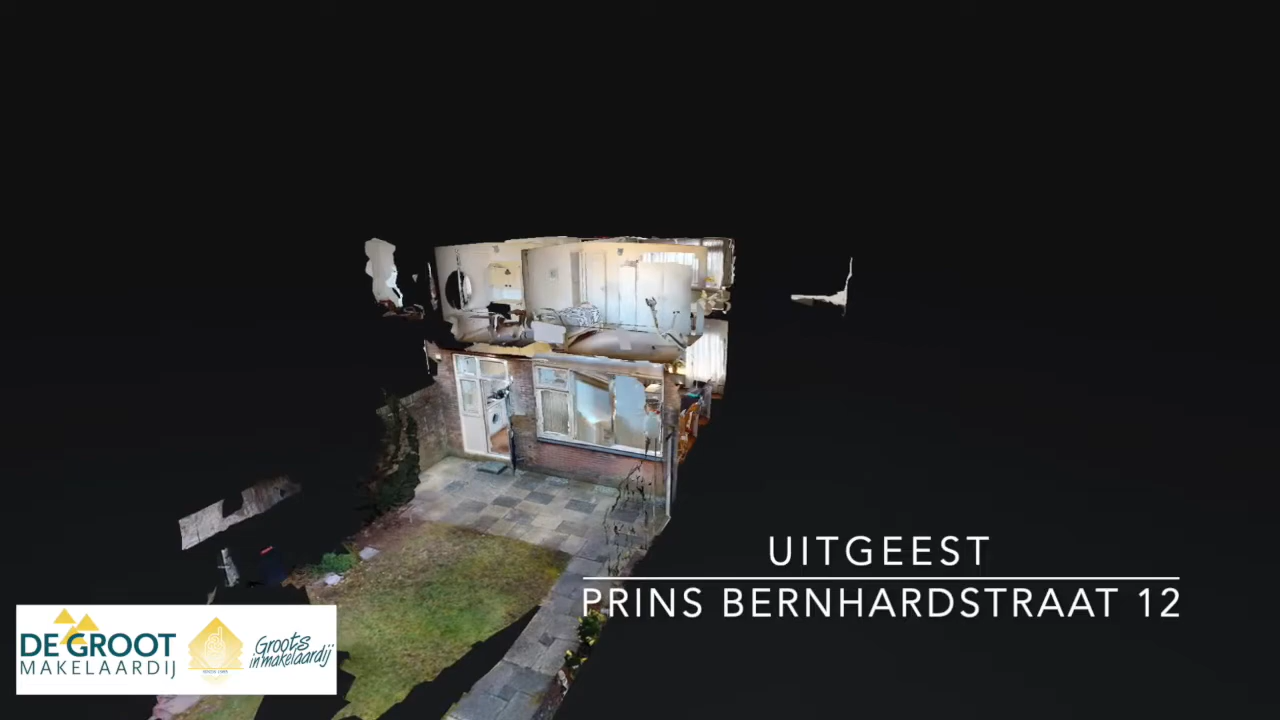 UITGEEST
PRINS BERNHARDSTRAAT 12
DE GROOT
MAKELAARDIJ
Groots
in makelaardij